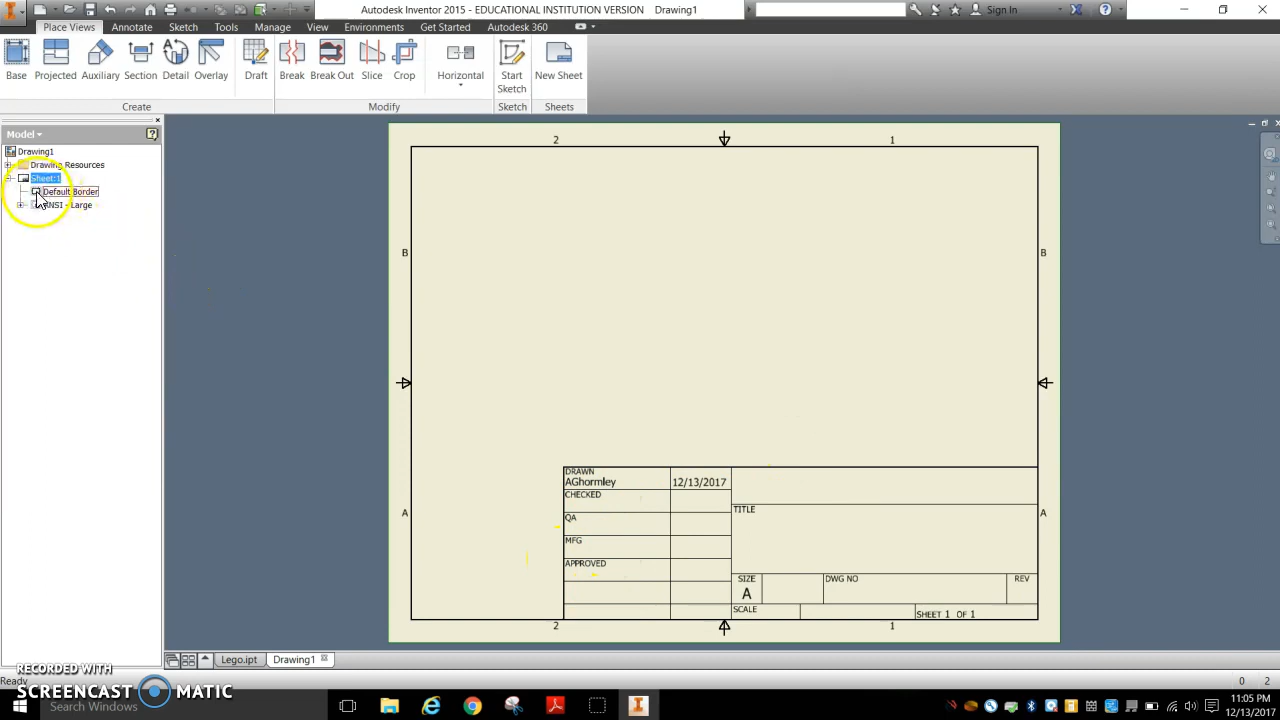 Autodesk Inventor 2015 - EDUCATIONAL INSTITUTION VERSION Drawing1
Sign In
Place Views Annotate Sketch Tools Manage View Environments Get Started Autodesk 360
Base Projected Auxiliary Section Detail Overlay Draft Break Break Out Slice Crop Horizontal Start Sketch New Sheet
Create Modify Sketch Sheets
Model
Drawing1
Drawing Resources
Sheet:1
Default Border
ANSI - Large
2 1
B B
A A
DRAWN
AGhormley 12/13/2017
CHECKED
QA
MFG
APPROVED
TITLE
SIZE DWG NO REV
A
SCALE SHEET 1 OF 1
2 1
Lego.ipt Drawing1
Ready 0 2
RECORDED WITH
SCREENCAST MATIC
Search Windows
11:05 PM
12/13/2017